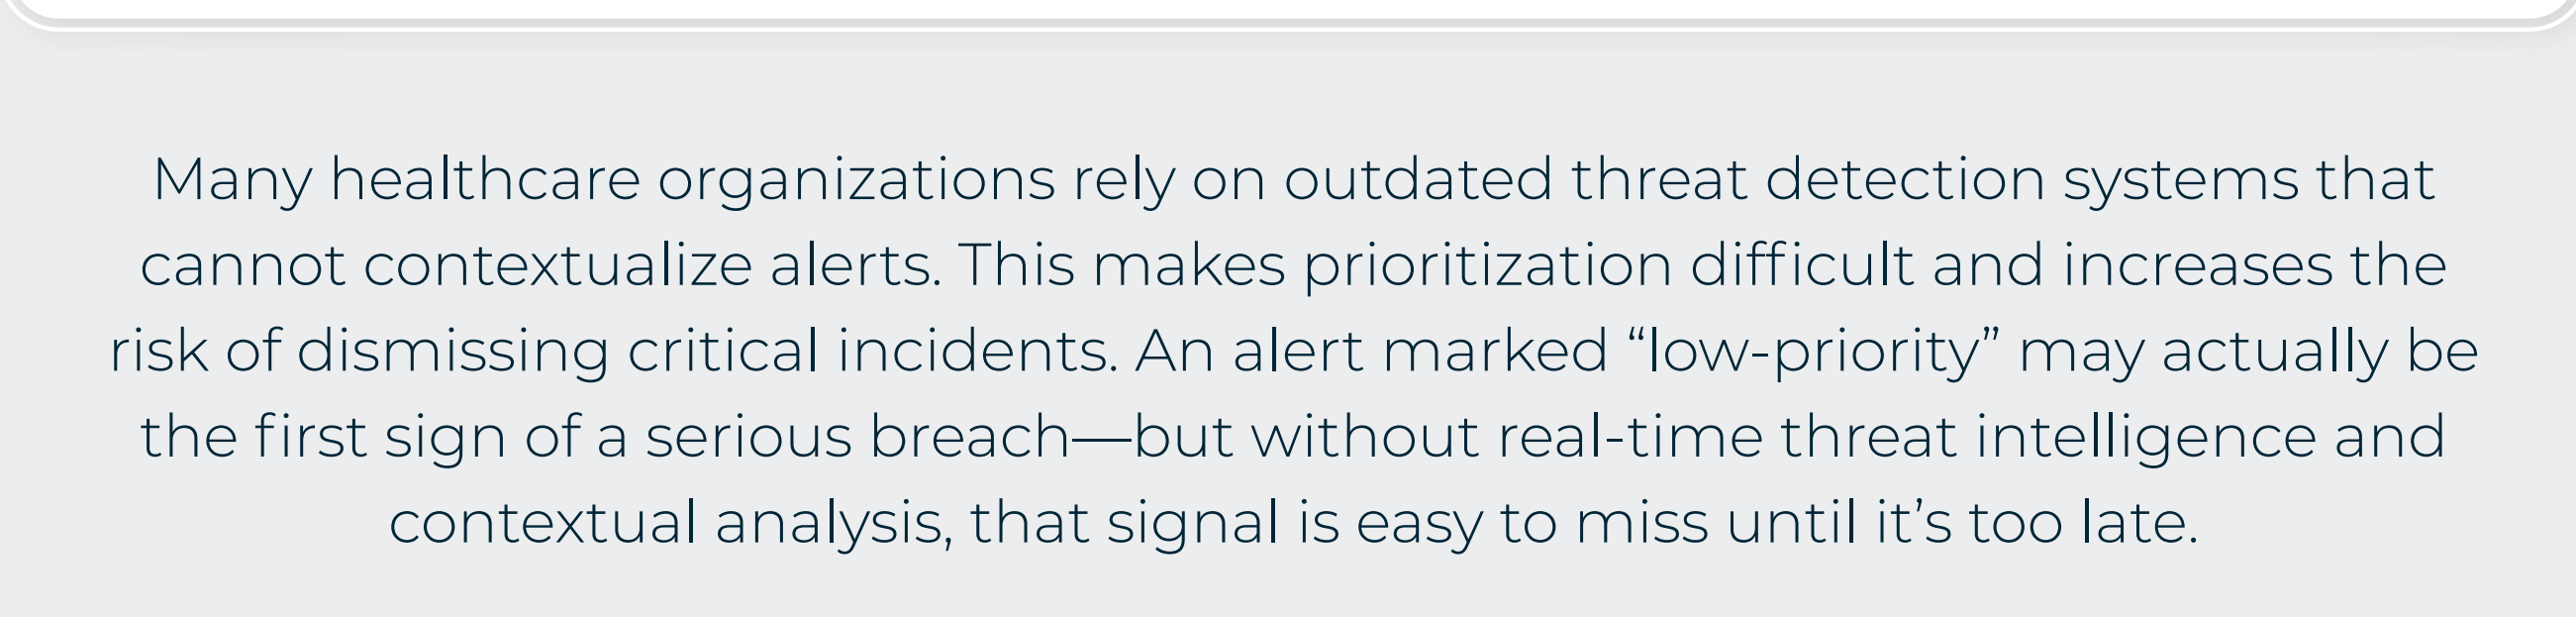 Many healthcare organizations rely on outdated threat detection systems that
cannot contextualize alerts. This makes prioritization difficult and increases the
risk of dismissing critical incidents. An alert marked “low-priority” may actually be
the first sign of a serious breach—but without real-time threat intelligence and
contextual analysis, that signal is easy to miss until it’s too late.